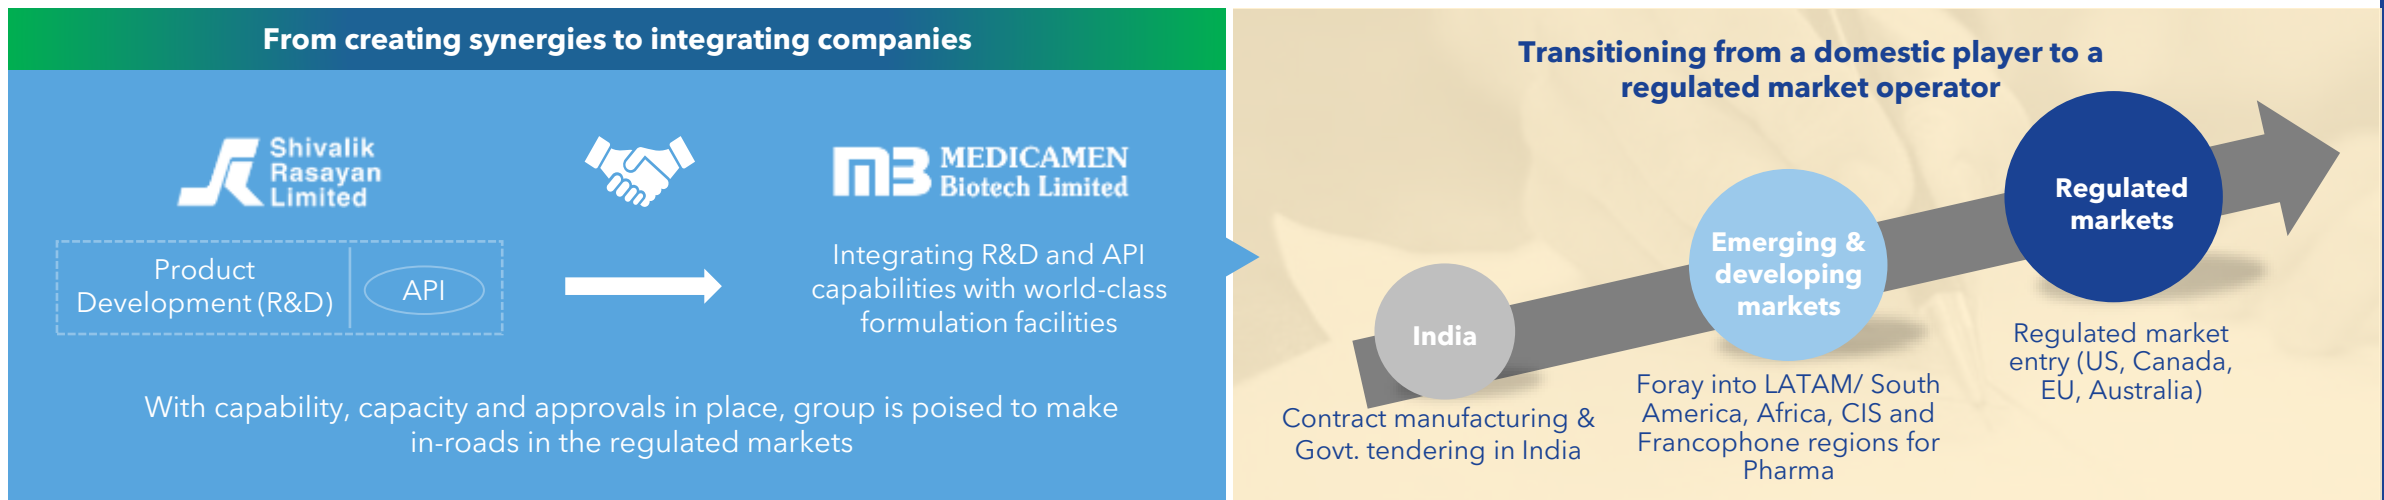 From creating synergies to integrating companies
Shivalik
Rasayan
Limited
MEDICAMEN
Biotech Limited
Product
Development (R&D)
API
Integrating R&D and API
capabilities with world-class
formulation facilities
With capability, capacity and approvals in place, group is poised to make
in-roads in the regulated markets
Transitioning from a domestic player to a
regulated market operator
India
Contract manufacturing &
Govt. tendering in India
Emerging &
developing
markets
Foray into LATAM/ South
America, Africa, CIS and
Francophone regions for
Pharma
Regulated
markets
Regulated market
entry (US, Canada,
EU, Australia)